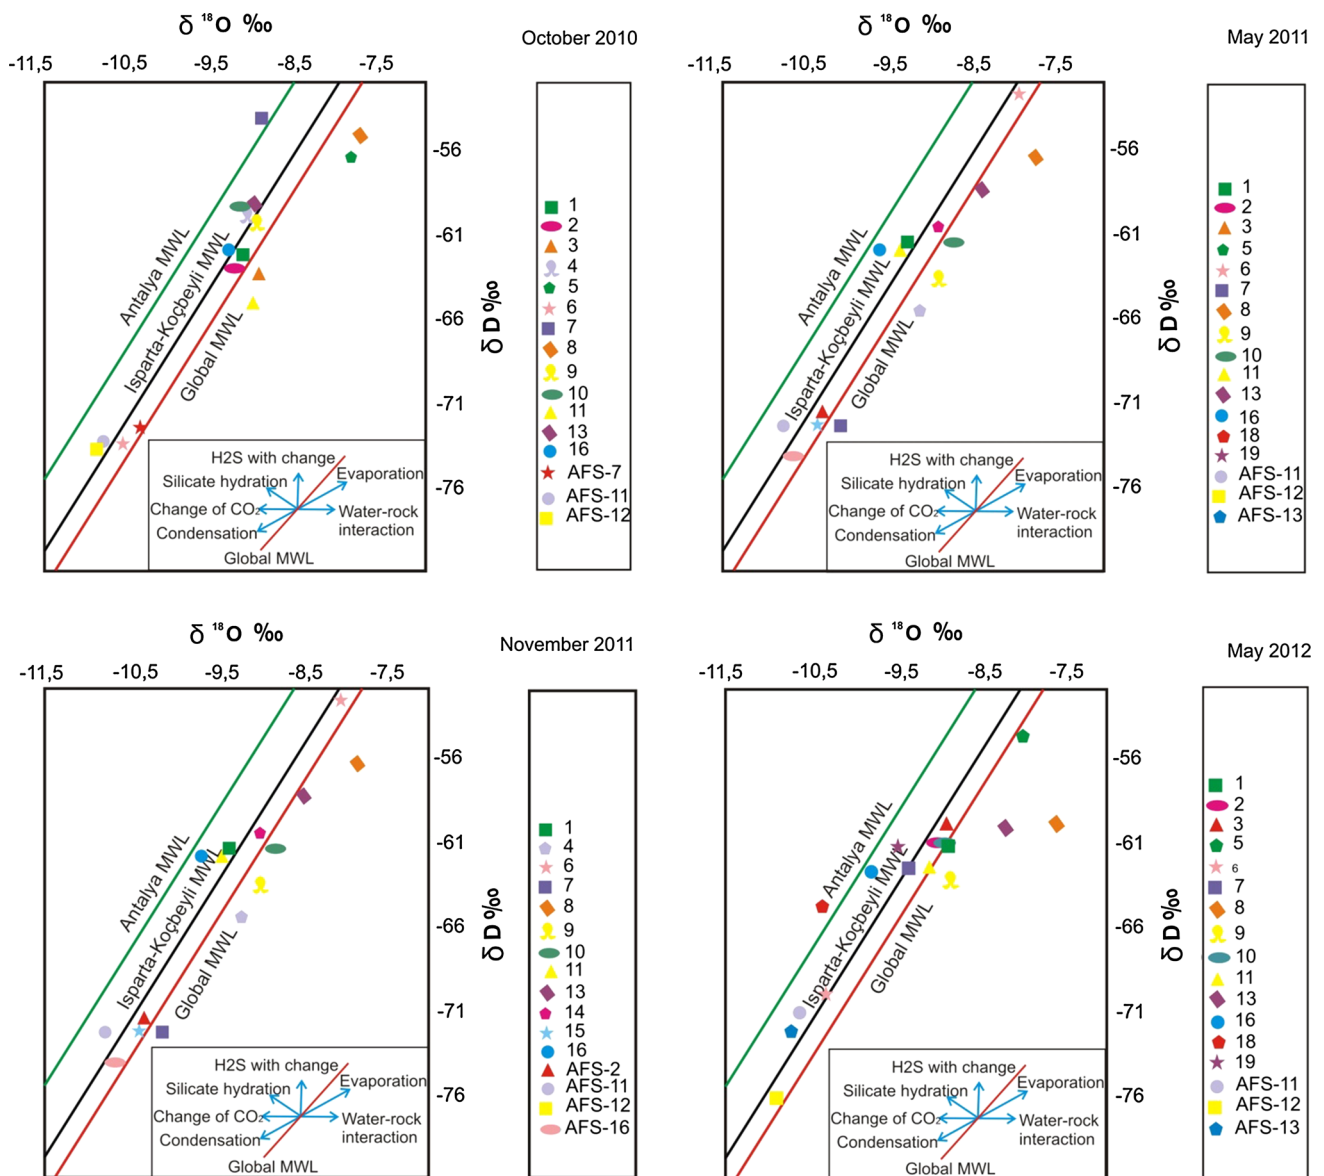 δ ¹⁸O ‰
October 2010
-11,5 -10,5 -9,5 -8,5 -7,5
-56
-61
-66
-71
-76
δ D ‰
Antalya MWL
Isparta-Koçbeyli MWL
Global MWL
H2S with change
Silicate hydration
Evaporation
Change of CO₂
Water-rock
interaction
Condensation
Global MWL
1
2
3
4
5
6
7
8
9
10
11
13
16
AFS-7
AFS-11
AFS-12
δ ¹⁸O ‰
May 2011
-11,5 -10,5 -9,5 -8,5 -7,5
-56
-61
-66
-71
-76
δ D ‰
Antalya MWL
Isparta-Koçbeyli MWL
Global MWL
H2S with change
Silicate hydration
Evaporation
Change of CO₂
Water-rock
interaction
Condensation
Global MWL
1
2
3
5
6
7
8
9
10
11
13
16
18
19
AFS-11
AFS-12
AFS-13
δ ¹⁸O ‰
November 2011
-11,5 -10,5 -9,5 -8,5 -7,5
-56
-61
-66
-71
-76
δ D ‰
Antalya MWL
Isparta-Koçbeyli MWL
Global MWL
H2S with change
Silicate hydration
Evaporation
Change of CO₂
Water-rock
interaction
Condensation
Global MWL
1
4
6
7
8
9
10
11
13
14
15
16
AFS-2
AFS-11
AFS-12
AFS-16
δ ¹⁸O ‰
May 2012
-11,5 -10,5 -9,5 -8,5 -7,5
-56
-61
-66
-71
-76
δ D ‰
Antalya MWL
Isparta-Koçbeyli MWL
Global MWL
H2S with change
Silicate hydration
Evaporation
Change of CO₂
Water-rock
interaction
Condensation
Global MWL
1
2
3
5
6
7
8
9
10
11
13
16
18
19
AFS-11
AFS-12
AFS-13